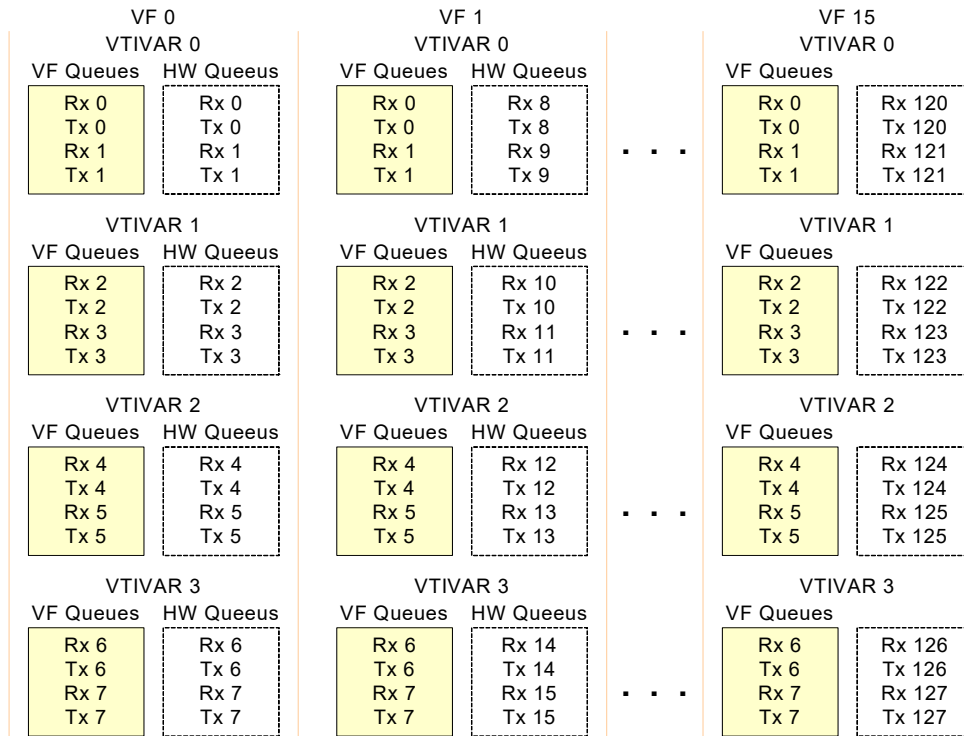 VF 0 VF 1 VF 15
VTIVAR 0 VTIVAR 0 VTIVAR 0
VF Queues HW Queeus VF Queues HW Queeus VF Queues
Rx 0 Rx 0 Rx 0 Rx 8 Rx 0 Rx 120
Tx 0 Tx 0 Tx 0 Tx 8 Tx 0 Tx 120
Rx 1 Rx 1 Rx 1 Rx 9 . . . Rx 1 Rx 121
Tx 1 Tx 1 Tx 1 Tx 9 Tx 1 Tx 121
VTIVAR 1 VTIVAR 1 VTIVAR 1
VF Queues HW Queeus VF Queues HW Queeus VF Queues
Rx 2 Rx 2 Rx 2 Rx 10 Rx 2 Rx 122
Tx 2 Tx 2 Tx 2 Tx 10 Tx 2 Tx 122
Rx 3 Rx 3 Rx 3 Rx 11 . . . Rx 3 Rx 123
Tx 3 Tx 3 Tx 3 Tx 11 Tx 3 Tx 123
VTIVAR 2 VTIVAR 2 VTIVAR 2
VF Queues HW Queeus VF Queues HW Queeus VF Queues
Rx 4 Rx 4 Rx 4 Rx 12 Rx 4 Rx 124
Tx 4 Tx 4 Tx 4 Tx 12 Tx 4 Tx 124
Rx 5 Rx 5 Rx 5 Rx 13 . . . Rx 5 Rx 125
Tx 5 Tx 5 Tx 5 Tx 13 Tx 5 Tx 125
VTIVAR 3 VTIVAR 3 VTIVAR 3
VF Queues HW Queeus VF Queues HW Queeus VF Queues
Rx 6 Rx 6 Rx 6 Rx 14 Rx 6 Rx 126
Tx 6 Tx 6 Tx 6 Tx 14 Tx 6 Tx 126
Rx 7 Rx 7 Rx 7 Rx 15 . . . Rx 7 Rx 127
Tx 7 Tx 7 Tx 7 Tx 15 Tx 7 Tx 127